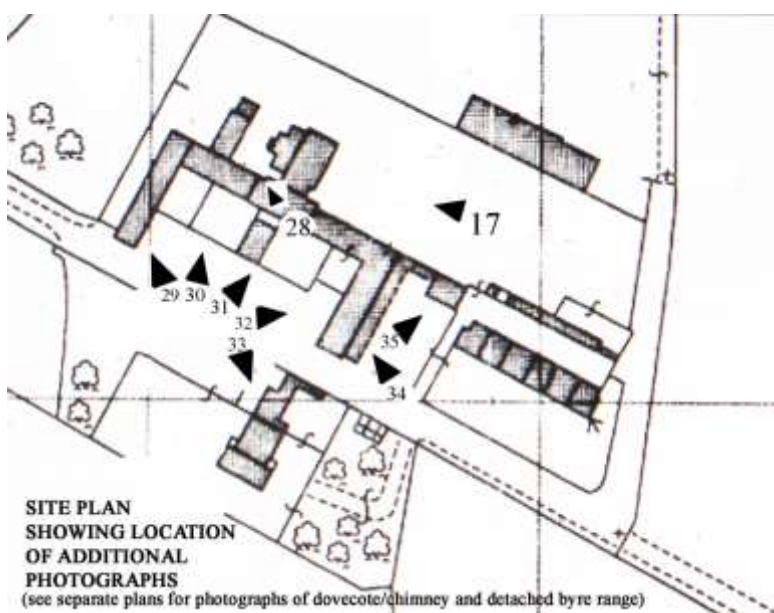 17
28
29
30
31
32
33
35
34
SITE PLAN
SHOWING LOCATION
OF ADDITIONAL
PHOTOGRAPHS
(see separate plans for photographs of dovecote/chimney and detached byre range)